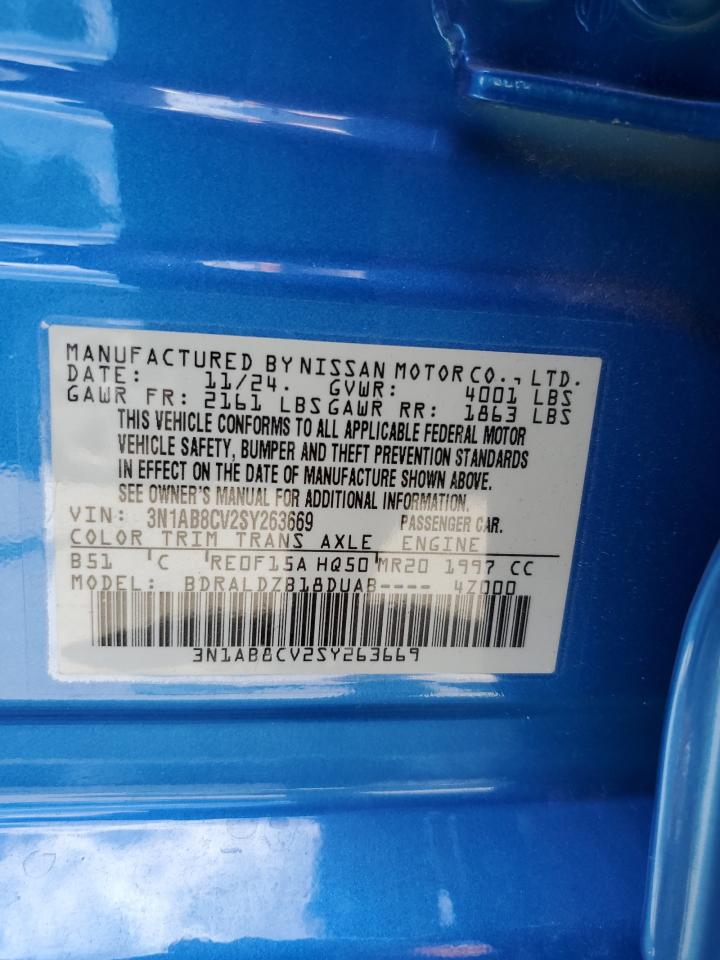 MANUFACTURED BY NISSAN MOTOR CO., LTD.
DATE: 11/24. GVWR: 4001 LBS
GAWR FR: 2161 LBS GAWR RR: 1863 LBS
THIS VEHICLE CONFORMS TO ALL APPLICABLE FEDERAL MOTOR
VEHICLE SAFETY, BUMPER AND THEFT PREVENTION STANDARDS
IN EFFECT ON THE DATE OF MANUFACTURE SHOWN ABOVE.
SEE OWNER'S MANUAL FOR ADDITIONAL INFORMATION.
VIN: 3N1AB8CV2SY263669 PASSENGER CAR.
COLOR TRIM TRANS AXLE ENGINE
B51 'C RE0F15A HQ50 MR20 1997 CC
MODEL: BDRALDZB18DUAB---- 4Z000
3N1AB8CV2SY263669